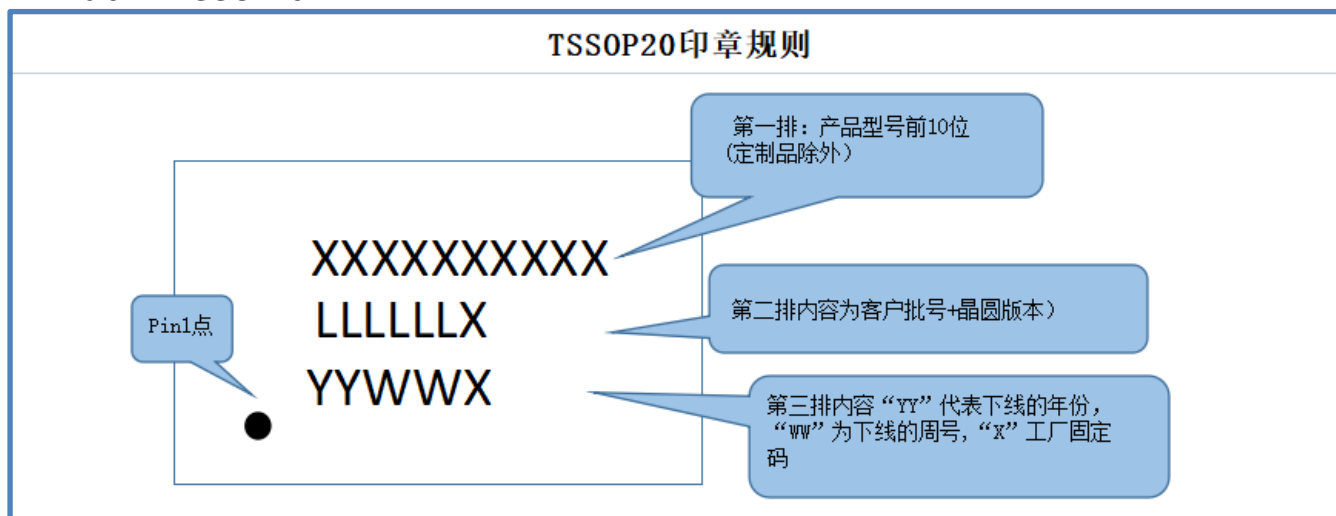 TSSOP20印章规则
第一排：产品型号前10位
(定制品除外）
XXXXXXXXXX
LLLLLLX
第二排内容为客户批号+晶圆版本）
Pin1点
YYWWX
第三排内容“YY”代表下线的年份，
“WW”为下线的周号，“X”工厂固定
码